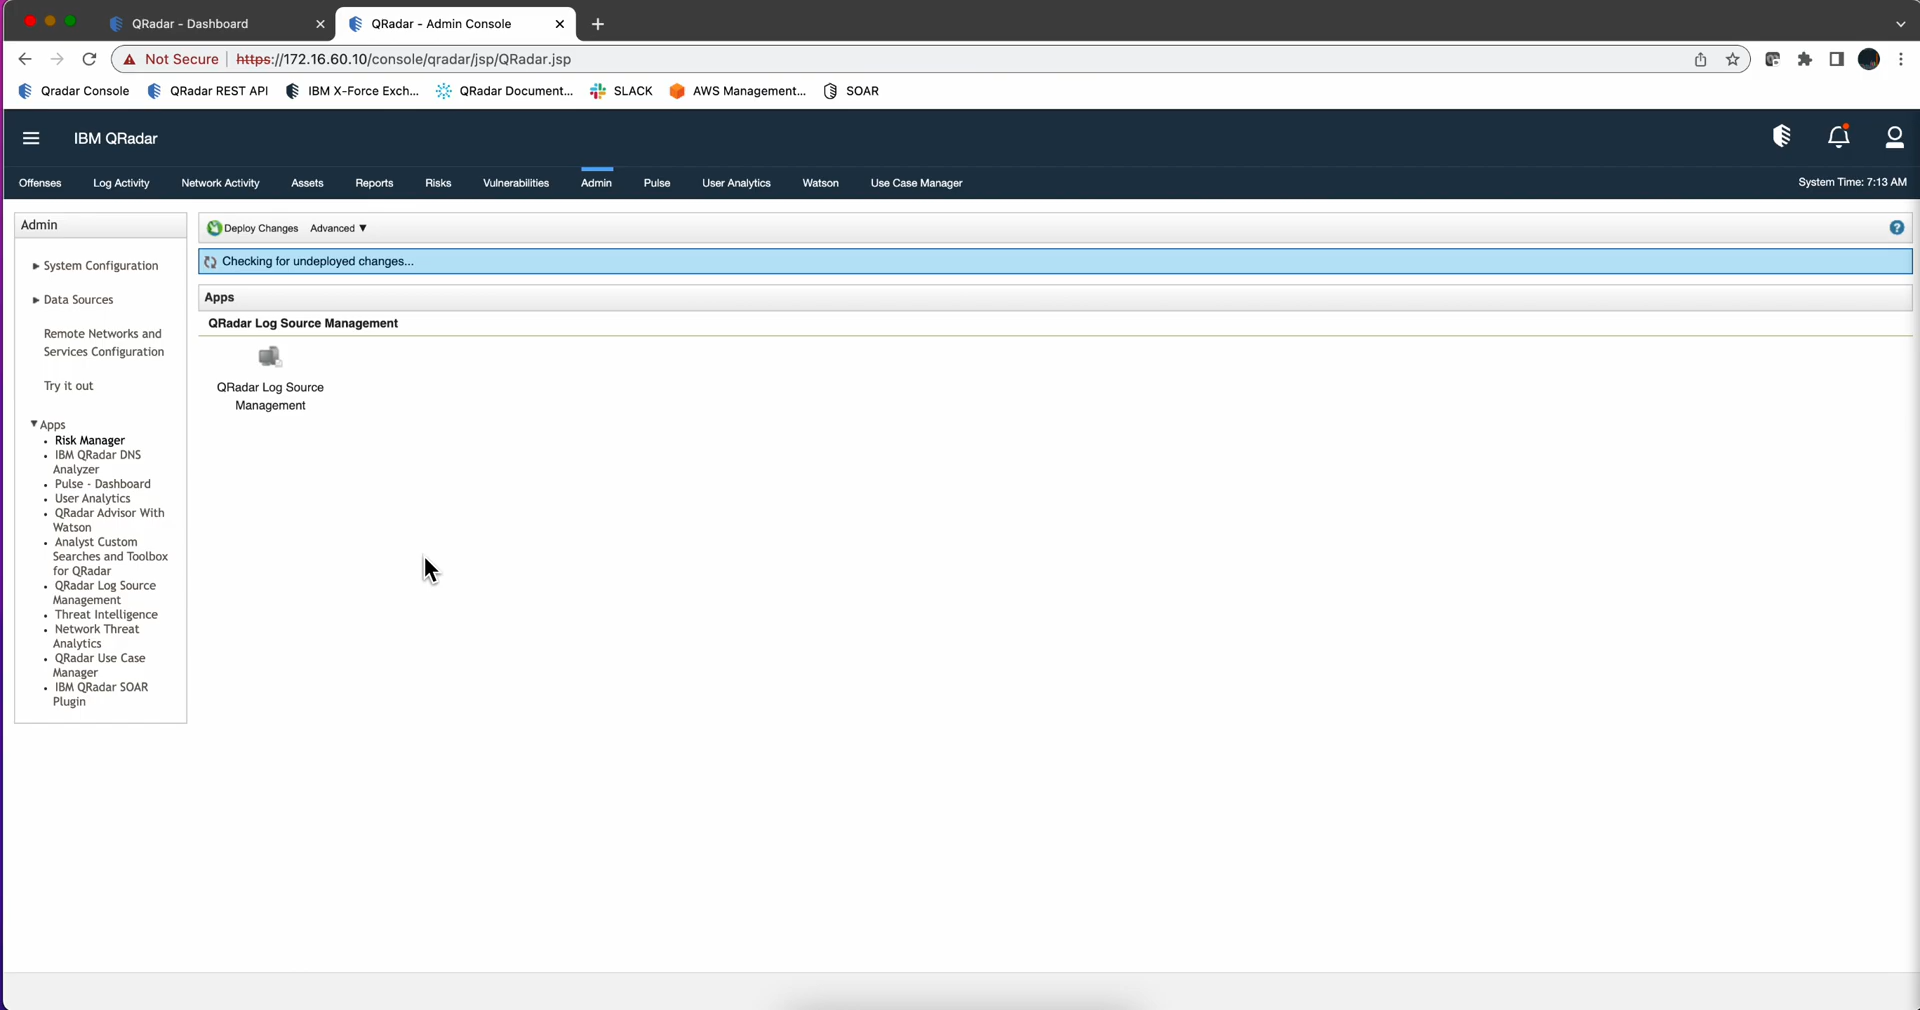 QRadar - Dashboard
QRadar - Admin Console
Not Secure
https://172.16.60.10/console/qradar/jsp/QRadar.jsp
Qradar Console
QRadar REST API
IBM X-Force Exch...
QRadar Document...
SLACK
AWS Management...
SOAR
IBM QRadar
Offenses
Log Activity
Network Activity
Assets
Reports
Risks
Vulnerabilities
Admin
Pulse
User Analytics
Watson
Use Case Manager
System Time: 7:13 AM
Admin
System Configuration
Data Sources
Remote Networks and
Services Configuration
Try it out
Apps
Risk Manager
IBM QRadar DNS
Analyzer
Pulse - Dashboard
User Analytics
QRadar Advisor With
Watson
Analyst Custom
Searches and Toolbox
for QRadar
QRadar Log Source
Management
Threat Intelligence
Network Threat
Analytics
QRadar Use Case
Manager
IBM QRadar SOAR
Plugin
Deploy Changes
Advanced ▼
Checking for undeployed changes...
Apps
QRadar Log Source Management
QRadar Log Source
Management